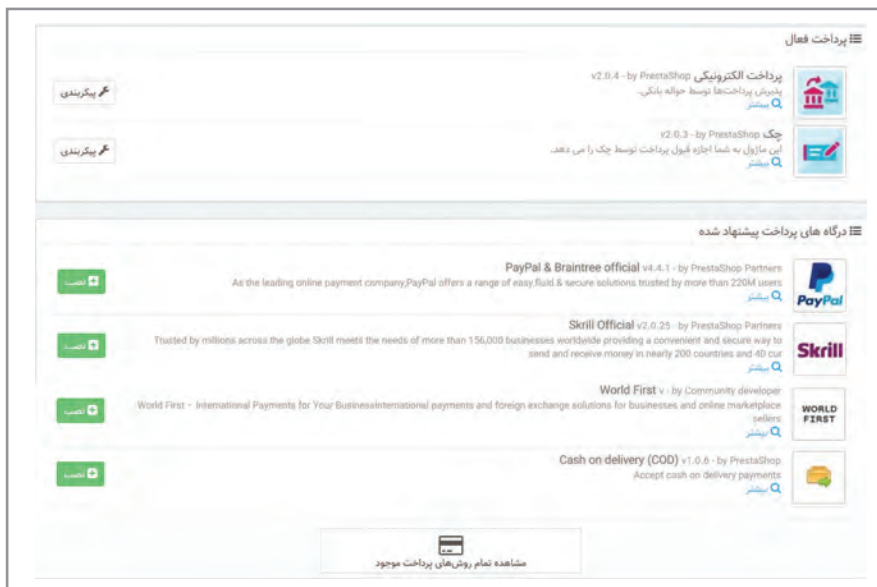 پرداخت فعال
پرداخت الکترونیکی v2.0.4 - by PrestaShop
پذیرش پرداخت‌ها توسط حواله بانکی.
بیشتر
پیکربندی
چک v2.0.3 - by PrestaShop
این ماژول به شما اجازه قبول پرداخت توسط چک را می دهد.
بیشتر
پیکربندی
درگاه های پرداخت پیشنهاد شده
PayPal & Braintree official v4.4.1 - by PrestaShop Partners
As the leading online payment company,PayPal offers a range of easy,fluid & secure solutions trusted by more than 220M users
بیشتر
نصب
PayPal
Skrill Official v2.0.25 - by PrestaShop Partners
Trusted by millions across the globe Skrill meets the needs of more than 156,000 businesses worldwide providing a convenient and secure way to
send and receive money in nearly 200 countries and 40 cur
بیشتر
نصب
Skrill
World First v - by Community developer
World First - International Payments for Your BusinessInternational payments and foreign exchange solutions for businesses and online marketplace
sellers
بیشتر
نصب
WORLD
FIRST
Cash on delivery (COD) v1.0.6 - by PrestaShop
Accept cash on delivery payments
بیشتر
نصب
مشاهده تمام روش‌های پرداخت موجود